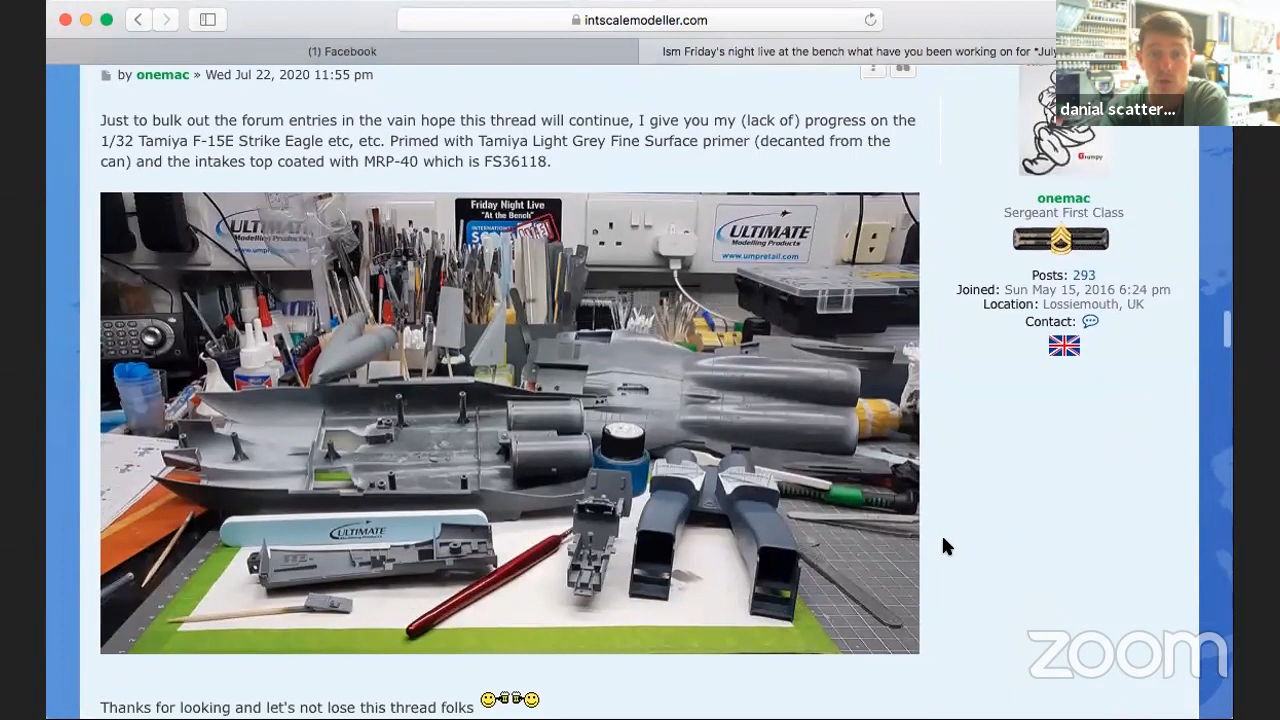 intscalemodeller.com
(1) Facebook
Ism Friday's night live at the bench what have you been working on for *July
danial scatter...
by onemac » Wed Jul 22, 2020 11:55 pm
Just to bulk out the forum entries in the vain hope this thread will continue, I give you my (lack of) progress on the
1/32 Tamiya F-15E Strike Eagle etc, etc. Primed with Tamiya Light Grey Fine Surface primer (decanted from the
can) and the intakes top coated with MRP-40 which is FS36118.
Grumpy
onemac
Sergeant First Class
Posts: 293
Joined: Sun May 15, 2016 6:24 pm
Location: Lossiemouth, UK
Contact:
Friday Night Live
"At the Bench"
INTERNATIONAL
ULTIMATE
Modelling Products
www.umpretail.com
ULTIMATE
Modelling Products
ULTIMATE
Modelling Products
zoom
Thanks for looking and let's not lose this thread folks